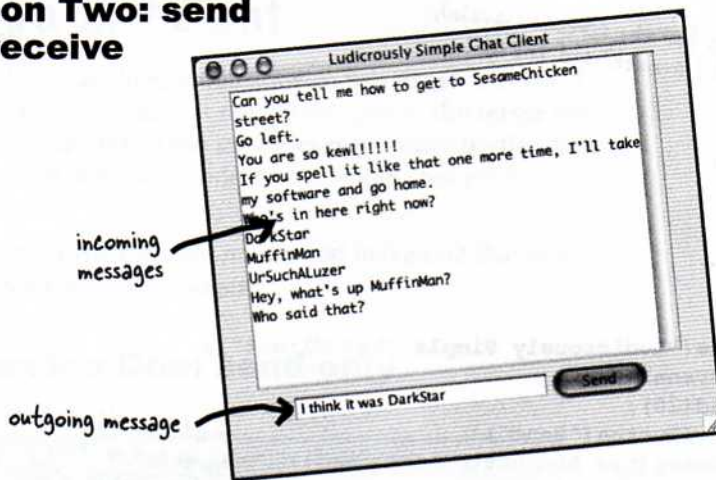 on Two: send
eceive
Ludicrously Simple Chat Client
Can you tell me how to get to SesameChicken
street?
Go left.
You are so kewl!!!!!
If you spell it like that one more time, I'll take
my software and go home.
Who's in here right now?
DarkStar
MuffinMan
UrSuchALuzer
Hey, what's up MuffinMan?
Who said that?
incoming
messages
I think it was DarkStar
Send
outgoing message